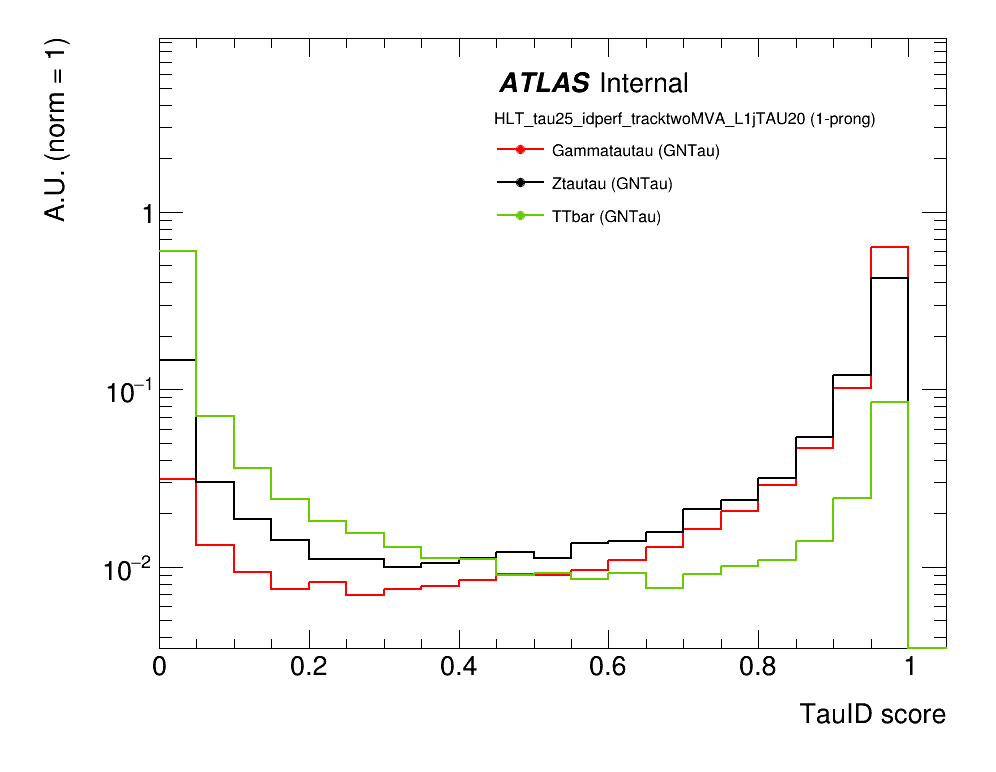 A.U. (norm = 1)
ATLAS Internal
HLT_tau25_idperf_tracktwoMVA_L1jTAU20 (1-prong)
Gammatautau (GNTau)
Ztautau (GNTau)
TTbar (GNTau)
1
10⁻¹
10⁻²
0 0.2 0.4 0.6 0.8 1
TauID score